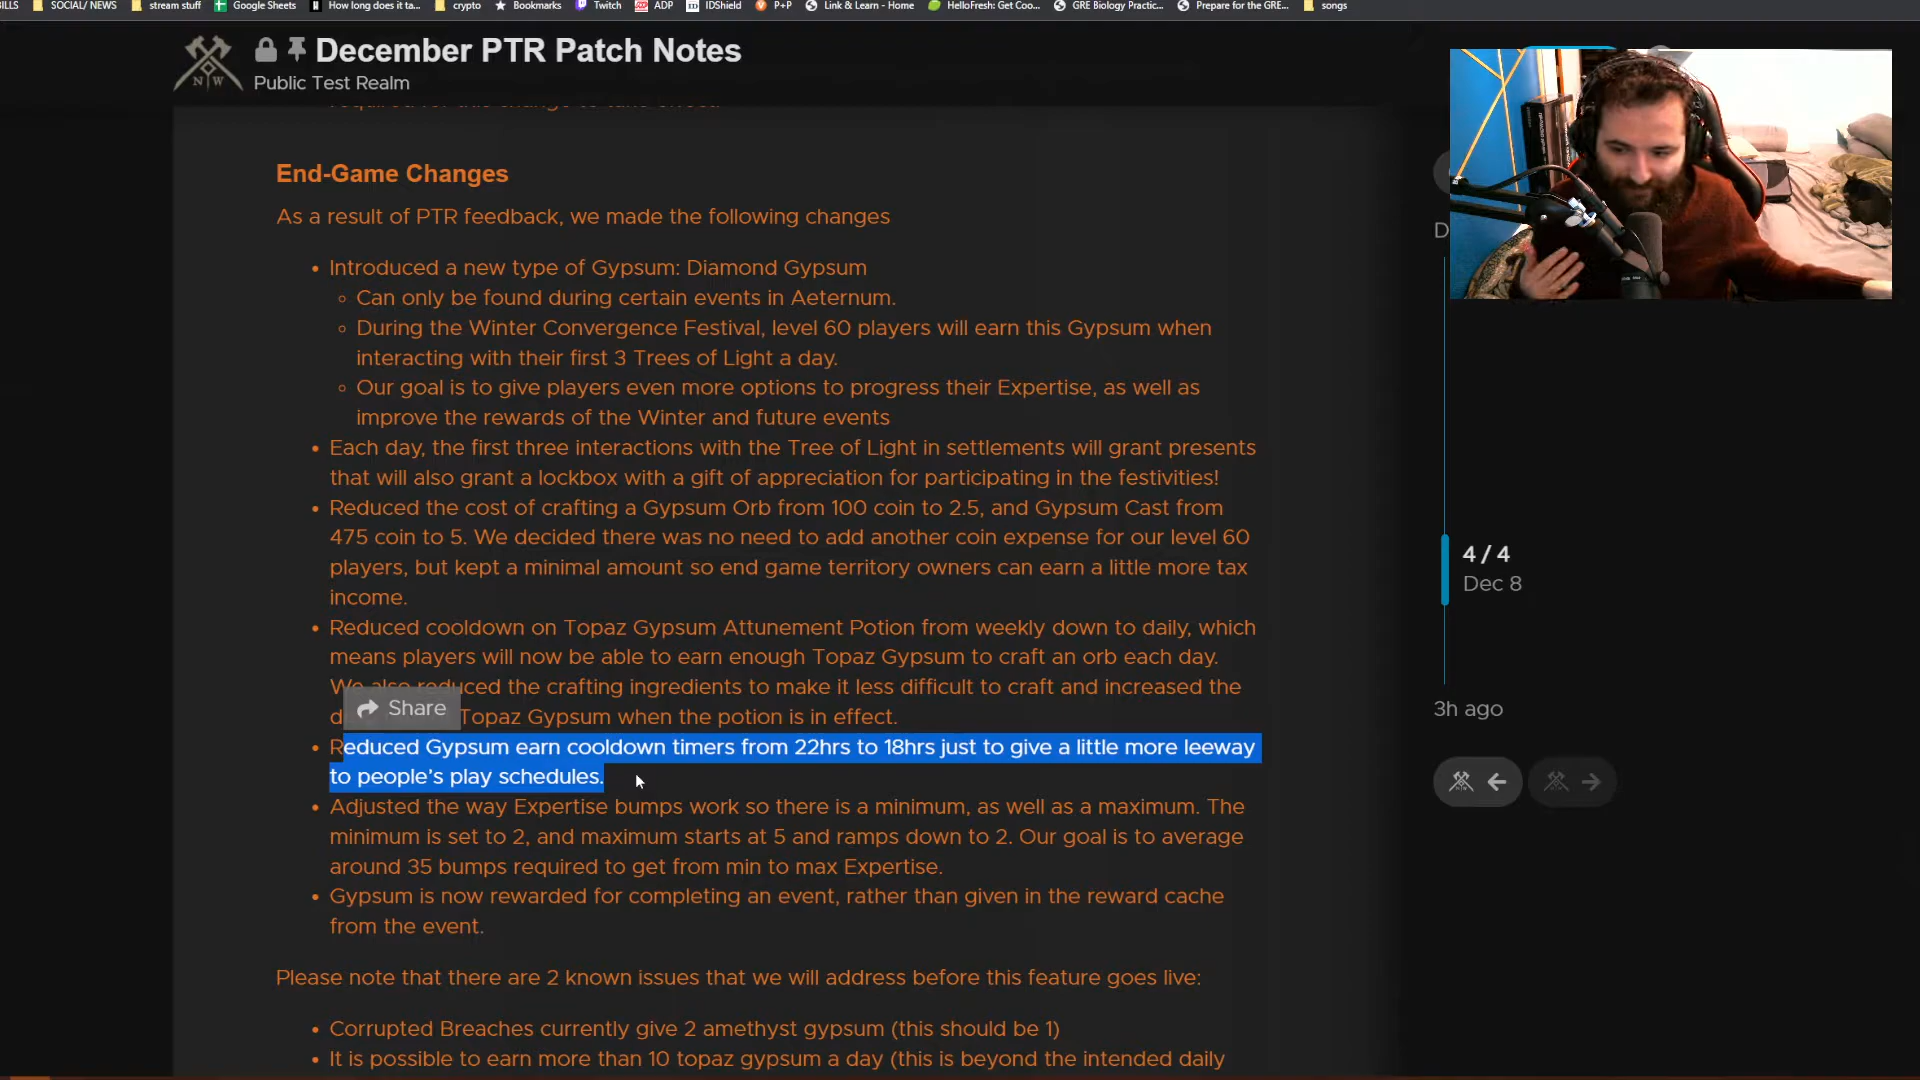 BILLS SOCIAL/ NEWS stream stuff Google Sheets How long does it ta... crypto Bookmarks Twitch ADP IDShield P+P Link & Learn - Home HelloFresh: Get Coo... GRE Biology Practic... Prepare for the GRE... songs
December PTR Patch Notes
N W
Public Test Realm
required for this change to take effect.
End-Game Changes
As a result of PTR feedback, we made the following changes
• Introduced a new type of Gypsum: Diamond Gypsum
◦ Can only be found during certain events in Aeternum.
◦ During the Winter Convergence Festival, level 60 players will earn this Gypsum when
interacting with their first 3 Trees of Light a day.
◦ Our goal is to give players even more options to progress their Expertise, as well as
improve the rewards of the Winter and future events
• Each day, the first three interactions with the Tree of Light in settlements will grant presents
that will also grant a lockbox with a gift of appreciation for participating in the festivities!
• Reduced the cost of crafting a Gypsum Orb from 100 coin to 2.5, and Gypsum Cast from
475 coin to 5. We decided there was no need to add another coin expense for our level 60
players, but kept a minimal amount so end game territory owners can earn a little more tax
income.
• Reduced cooldown on Topaz Gypsum Attunement Potion from weekly down to daily, which
means players will now be able to earn enough Topaz Gypsum to craft an orb each day.
We also reduced the crafting ingredients to make it less difficult to craft and increased the
Share
Topaz Gypsum when the potion is in effect.
• Reduced Gypsum earn cooldown timers from 22hrs to 18hrs just to give a little more leeway
to people's play schedules.
• Adjusted the way Expertise bumps work so there is a minimum, as well as a maximum. The
minimum is set to 2, and maximum starts at 5 and ramps down to 2. Our goal is to average
around 35 bumps required to get from min to max Expertise.
• Gypsum is now rewarded for completing an event, rather than given in the reward cache
from the event.
Please note that there are 2 known issues that we will address before this feature goes live:
• Corrupted Breaches currently give 2 amethyst gypsum (this should be 1)
• It is possible to earn more than 10 topaz gypsum a day (this is beyond the intended daily
D
4 / 4
Dec 8
3h ago